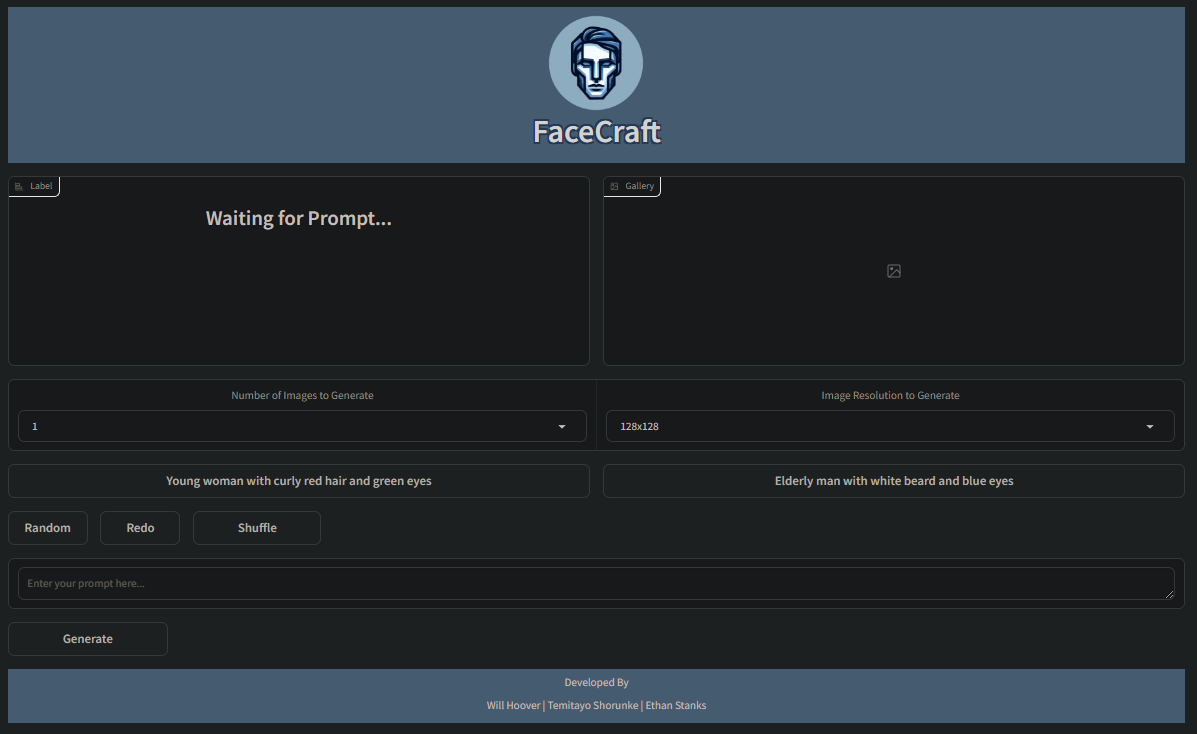 FaceCraft
Label
Waiting for Prompt...
Gallery
Number of Images to Generate
1
Image Resolution to Generate
128x128
Young woman with curly red hair and green eyes
Elderly man with white beard and blue eyes
Random
Redo
Shuffle
Enter your prompt here...
Generate
Developed By
Will Hoover | Temitayo Shorunke | Ethan Stanks